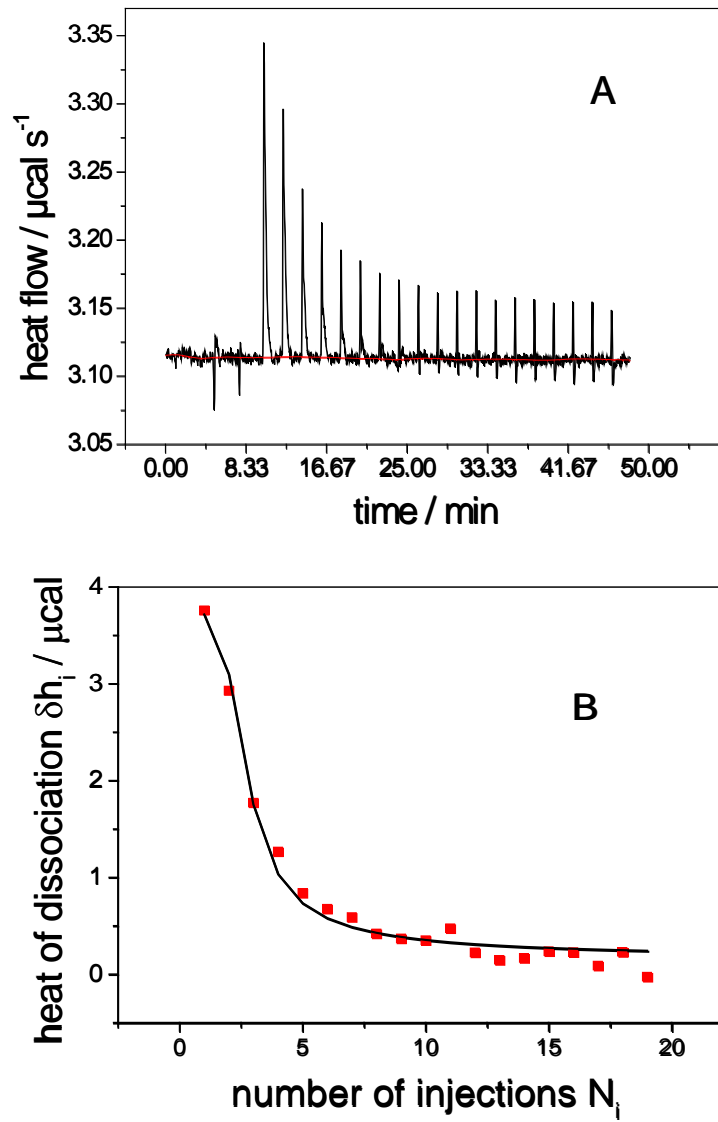 A
3.35
3.30
3.25
3.20
3.15
3.10
3.05
heat flow / µcal s⁻¹
0.00 8.33 16.67 25.00 33.33 41.67 50.00
time / min
B
4
3
2
1
0
heat of dissociation δhᵢ / µcal
0 5 10 15 20
number of injections Nᵢ